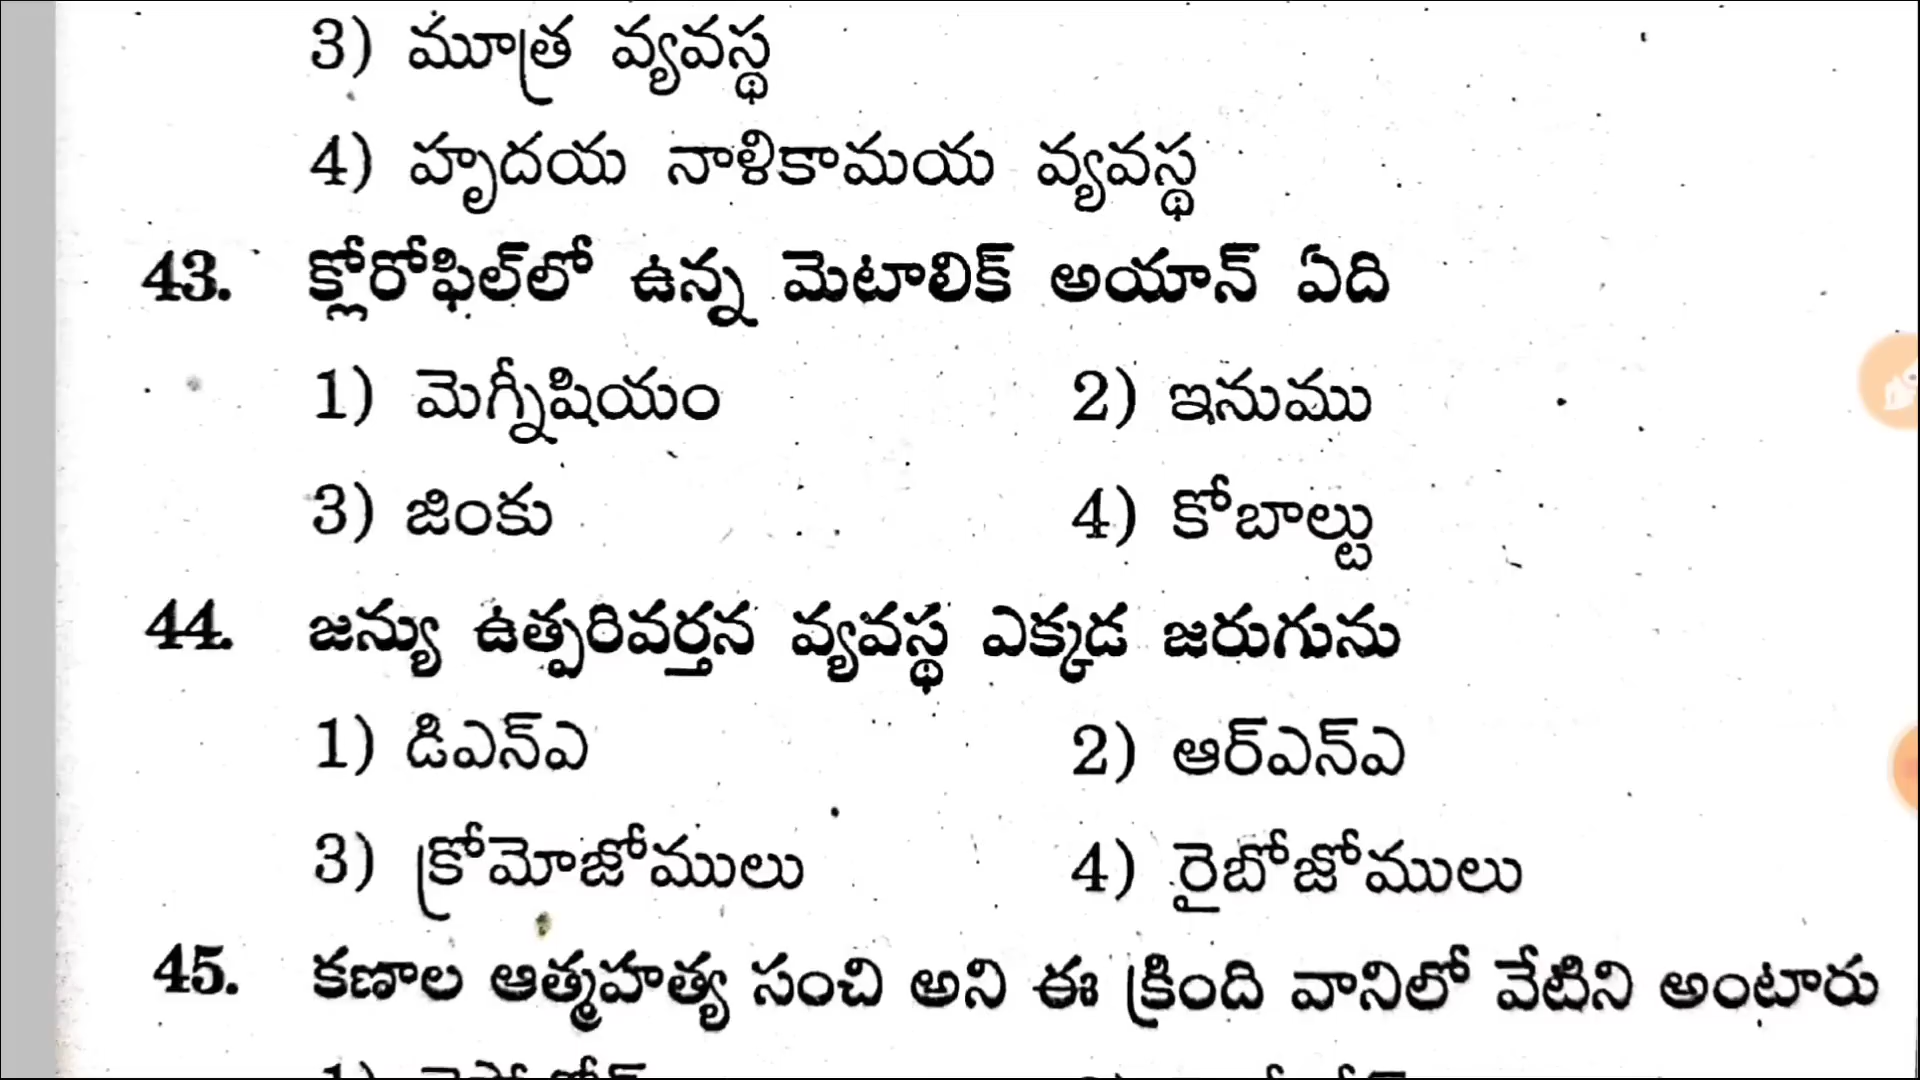 3) మూత్ర వ్యవస్థ
4) హృదయ నాళికామయ వ్యవస్థ
43. క్లోరోఫిల్‌లో ఉన్న మెటాలిక్ అయాన్ ఏది
1) మెగ్నీషియం 2) ఇనుము
3) జింకు 4) కోబాల్టు
44. జన్యు ఉత్పరివర్తన వ్యవస్థ ఎక్కడ జరుగును
1) డిఎన్ఎ 2) ఆర్ఎన్ఎ
3) క్రోమోజోములు 4) రైబోజోములు
45. కణాల ఆత్మహత్య సంచి అని ఈ క్రింది వానిలో వేటిని అంటారు